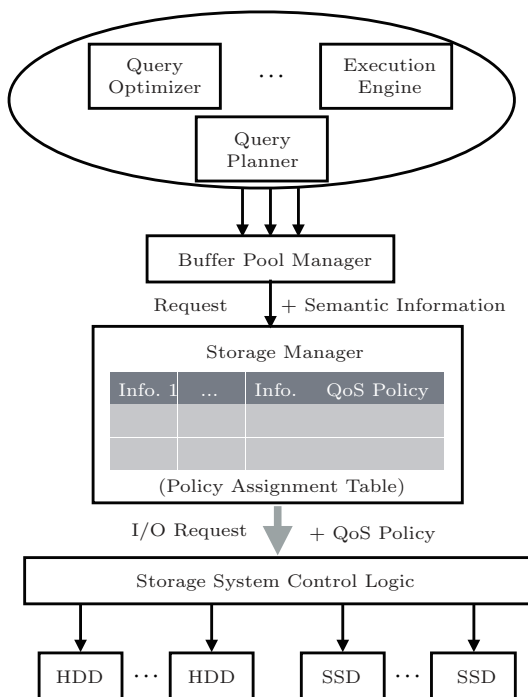 Query
Optimizer
...
Execution
Engine
Query
Planner
Buffer Pool Manager
Request + Semantic Information
Storage Manager
Info. 1 ... Info. QoS Policy
(Policy Assignment Table)
I/O Request + QoS Policy
Storage System Control Logic
HDD ... HDD SSD ... SSD